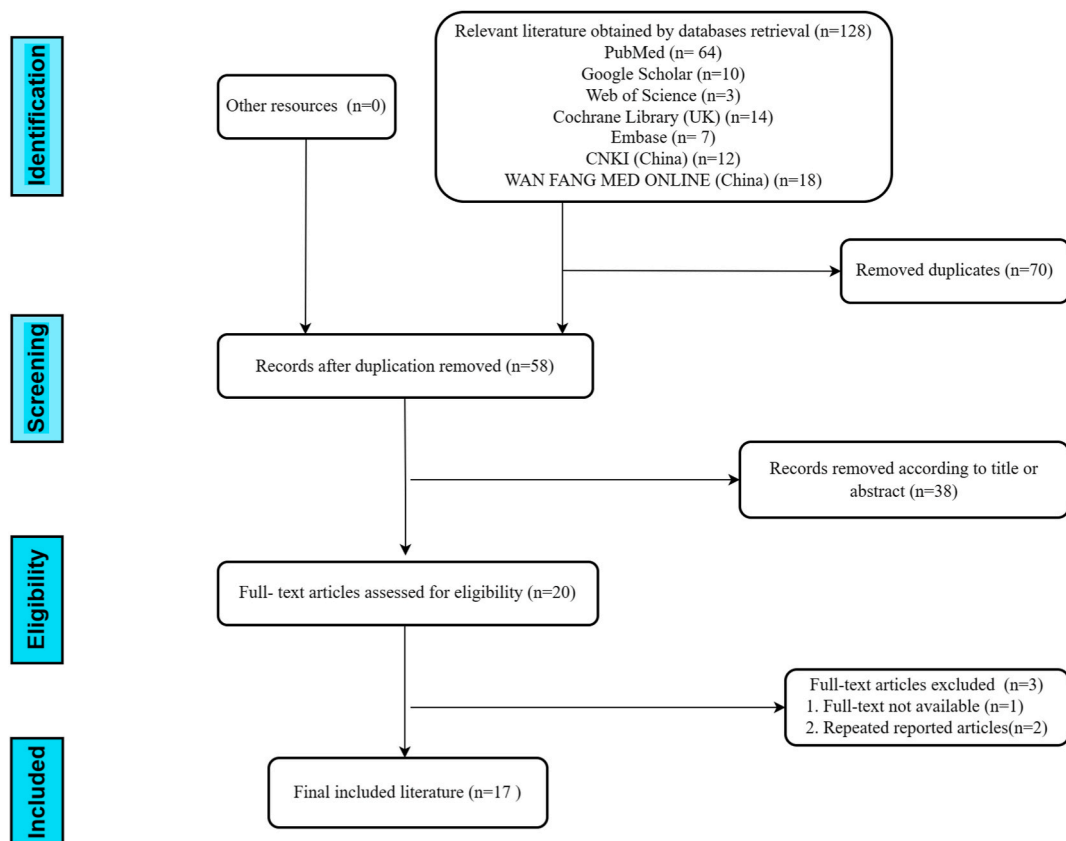 Identification
Relevant literature obtained by databases retrieval (n=128)
PubMed (n= 64)
Google Scholar (n=10)
Web of Science (n=3)
Cochrane Library (UK) (n=14)
Embase (n= 7)
CNKI (China) (n=12)
WAN FANG MED ONLINE (China) (n=18)
Other resources (n=0)
Removed duplicates (n=70)
Screening
Records after duplication removed (n=58)
Records removed according to title or
abstract (n=38)
Eligibility
Full- text articles assessed for eligibility (n=20)
Full-text articles excluded (n=3)
1. Full-text not available (n=1)
2. Repeated reported articles(n=2)
Included
Final included literature (n=17 )